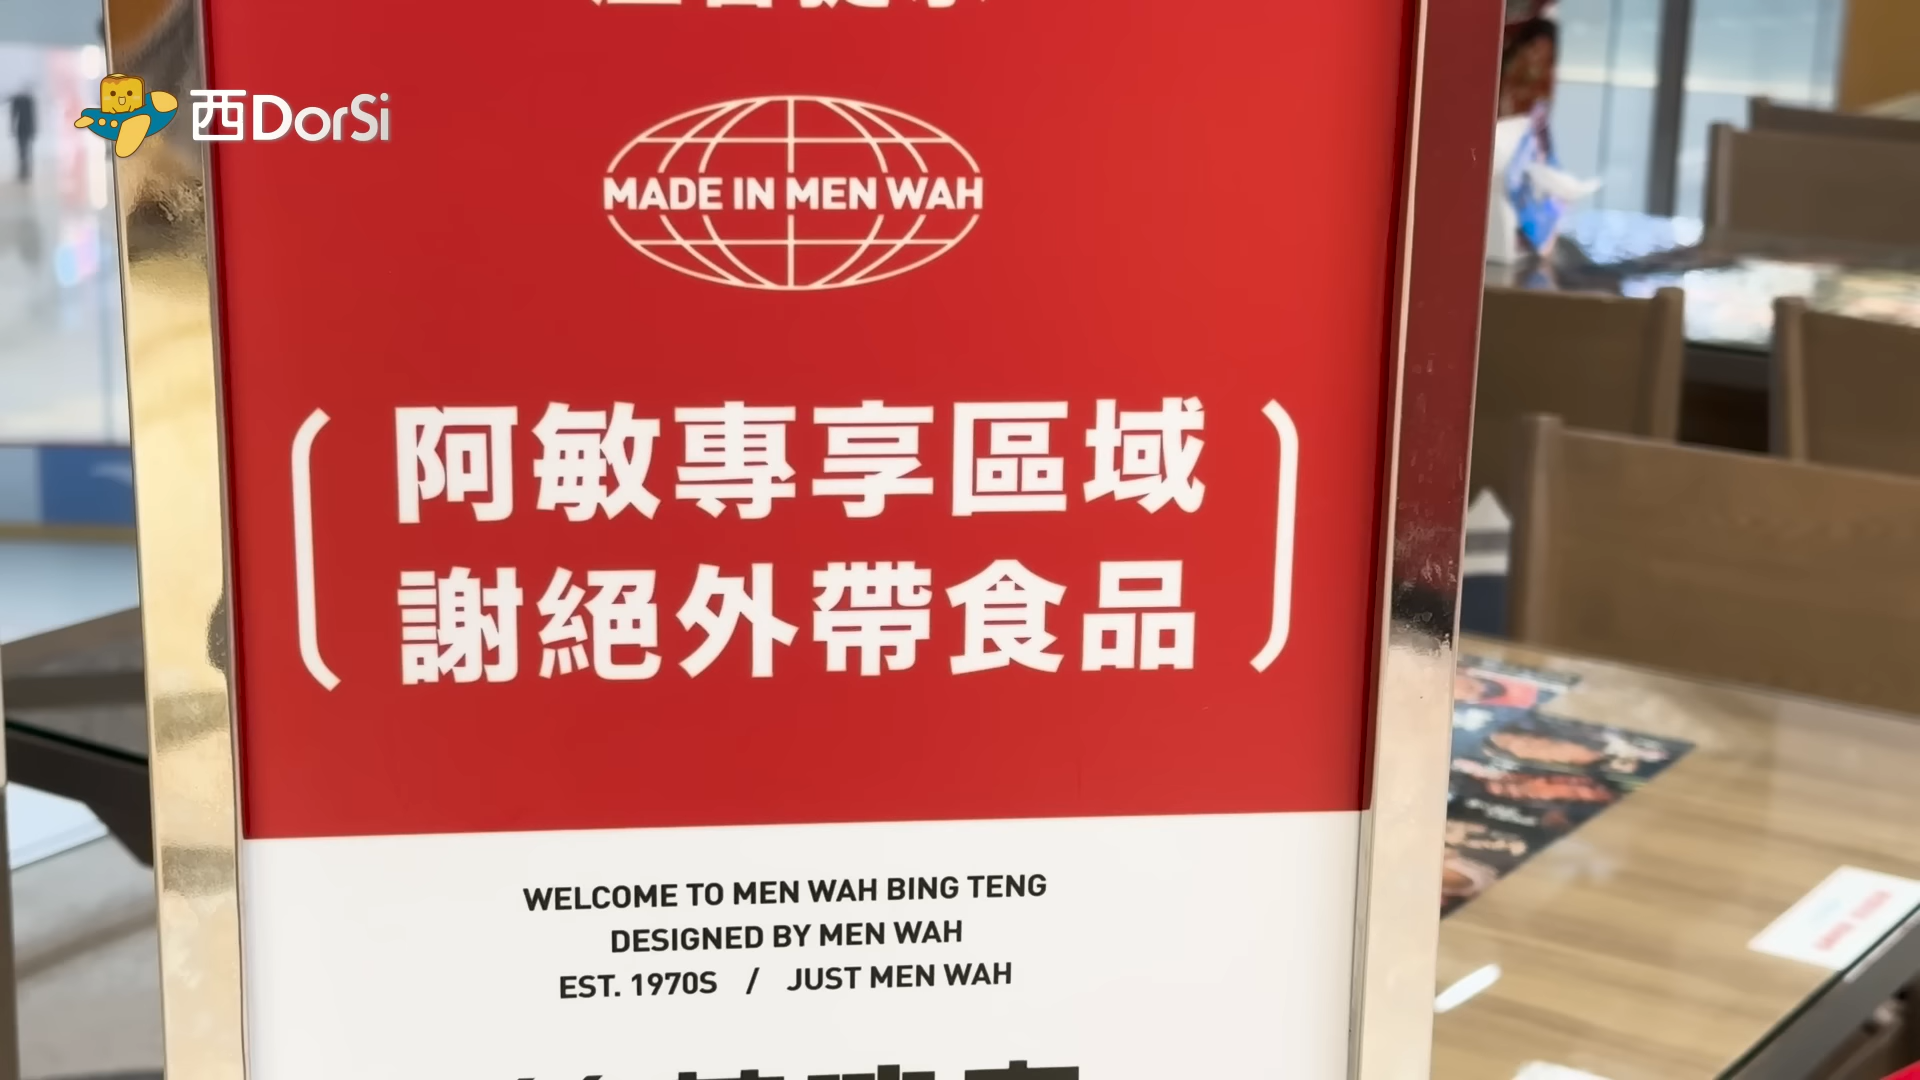 西DorSi
MADE IN MEN WAH
阿敏專享區域
謝絕外帶食品
WELCOME TO MEN WAH BING TENG
DESIGNED BY MEN WAH
EST. 1970S / JUST MEN WAH